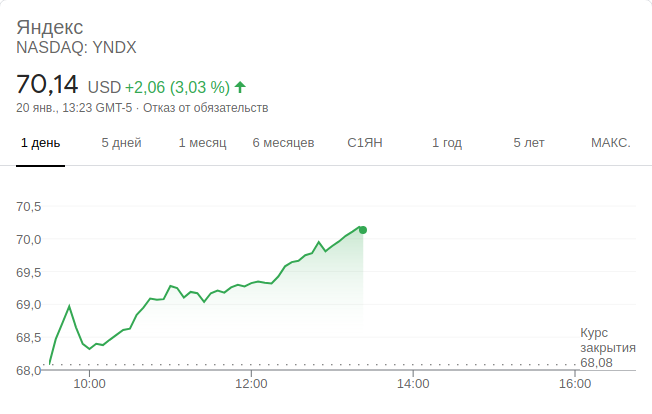 Яндекс
NASDAQ: YNDX
70,14 USD +2,06 (3,03 %)
20 янв., 13:23 GMT-5 · Отказ от обязательств
1 день 5 дней 1 месяц 6 месяцев С1ЯН 1 год 5 лет МАКС.
70,5
70,0
69,5
69,0
68,5
68,0
Курс
закрытия
68,08
10:00 12:00 14:00 16:00